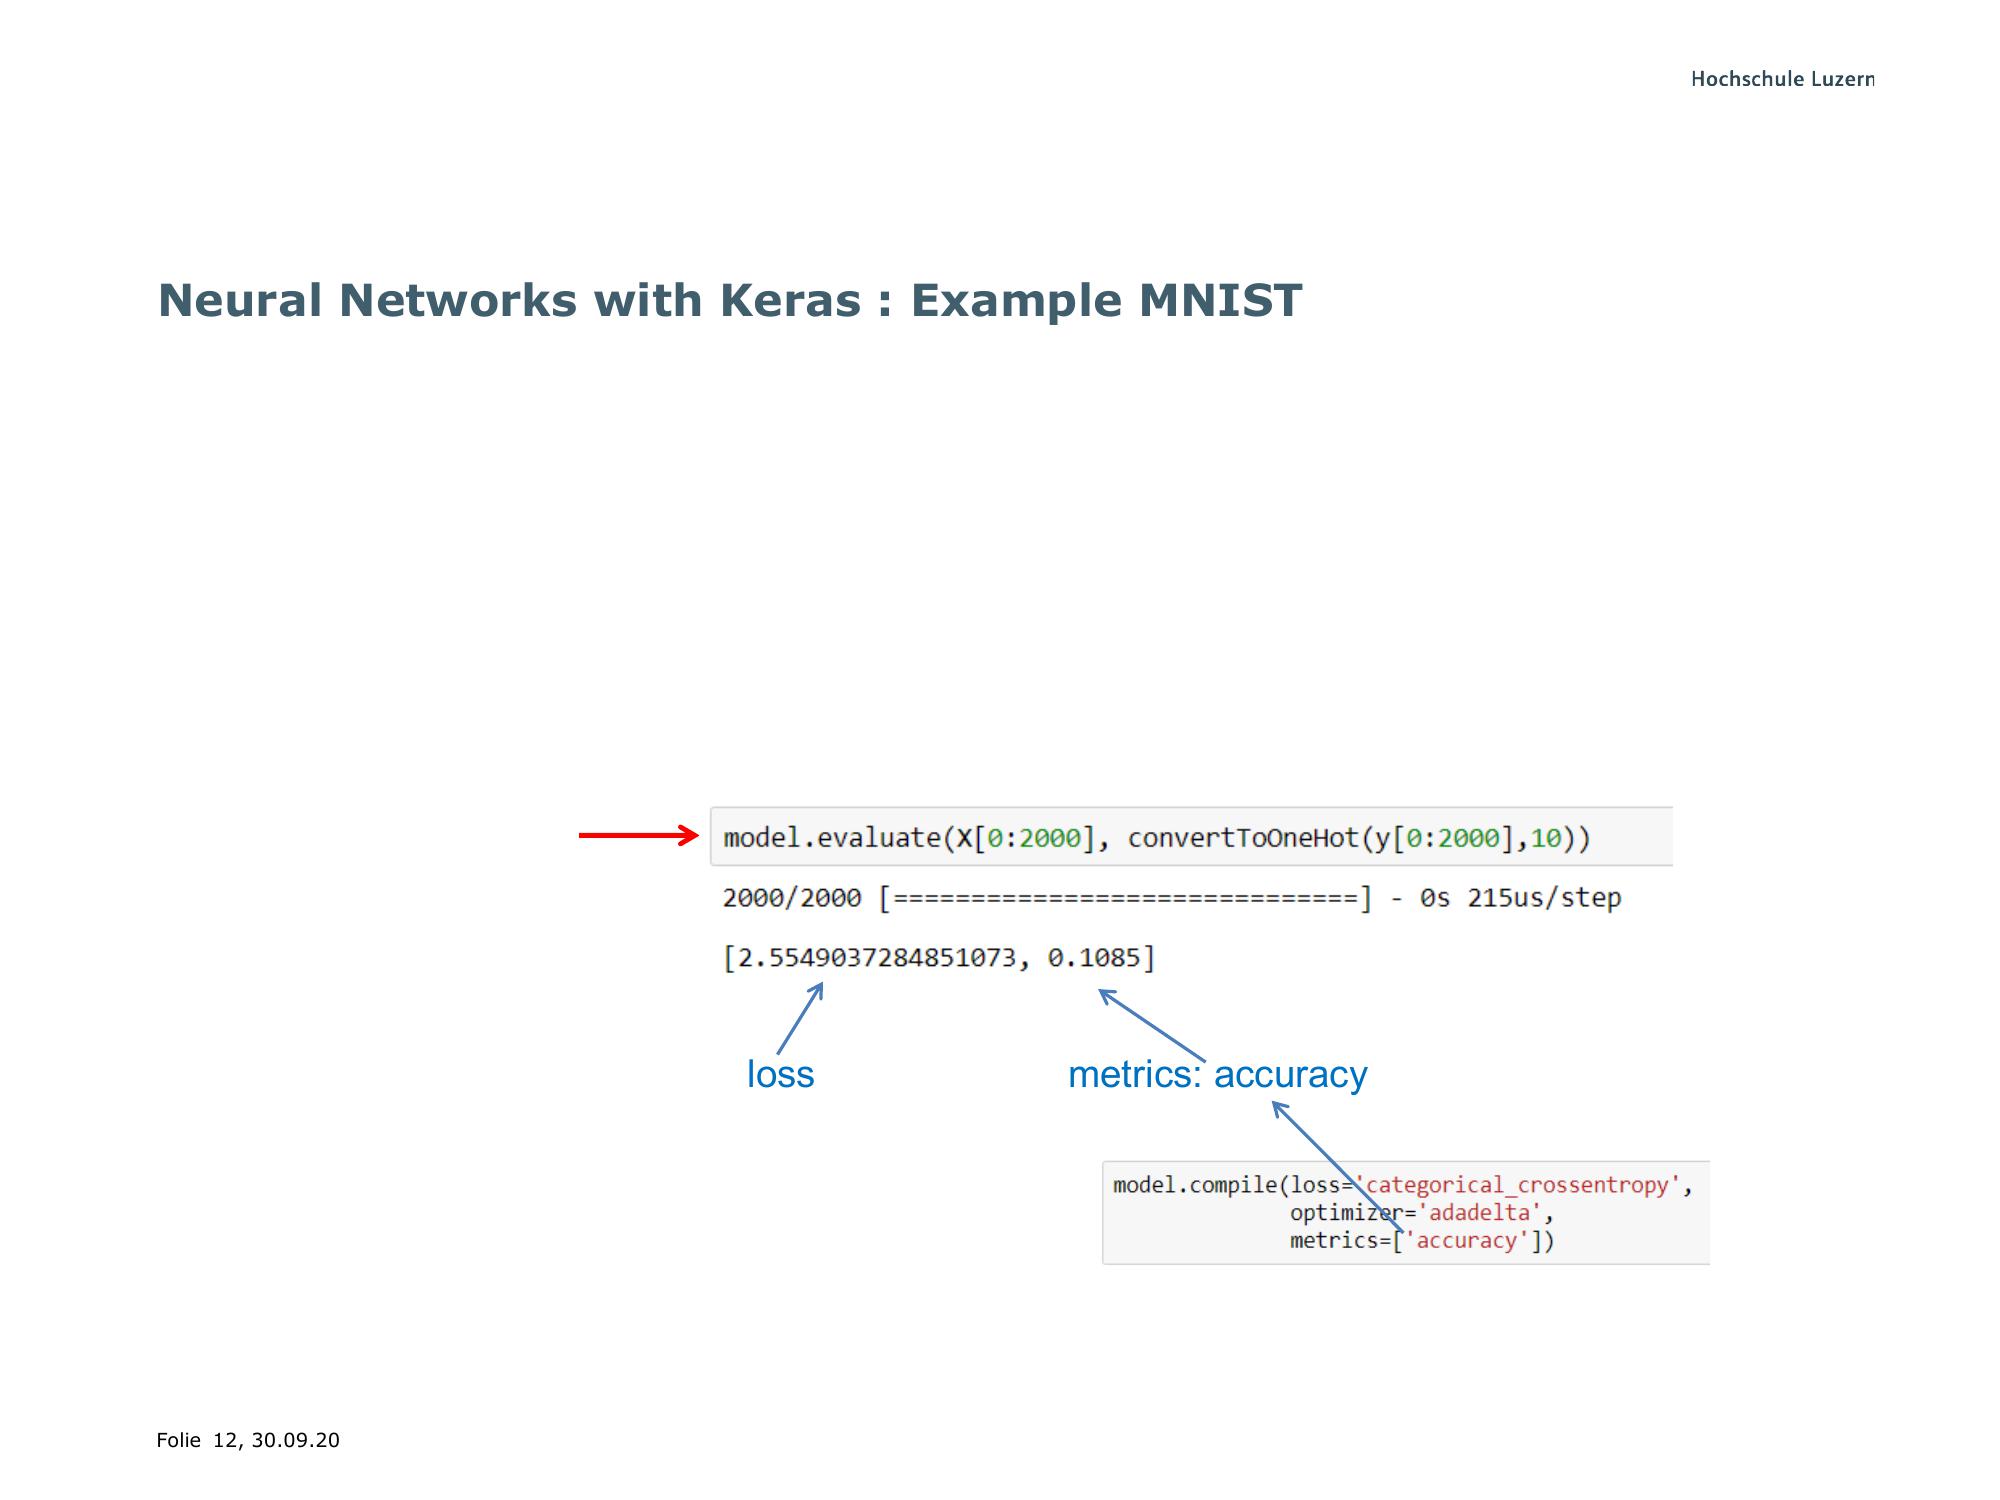 Hochschule Luzern
Neural Networks with Keras : Example MNIST
model.evaluate(X[0:2000], convertToOneHot(y[0:2000],10))
2000/2000 [==============================] - 0s 215us/step
[2.5549037284851073, 0.1085]
loss
metrics: accuracy
model.compile(loss='categorical_crossentropy',
optimizer='adadelta',
metrics=['accuracy'])
Folie 12, 30.09.20